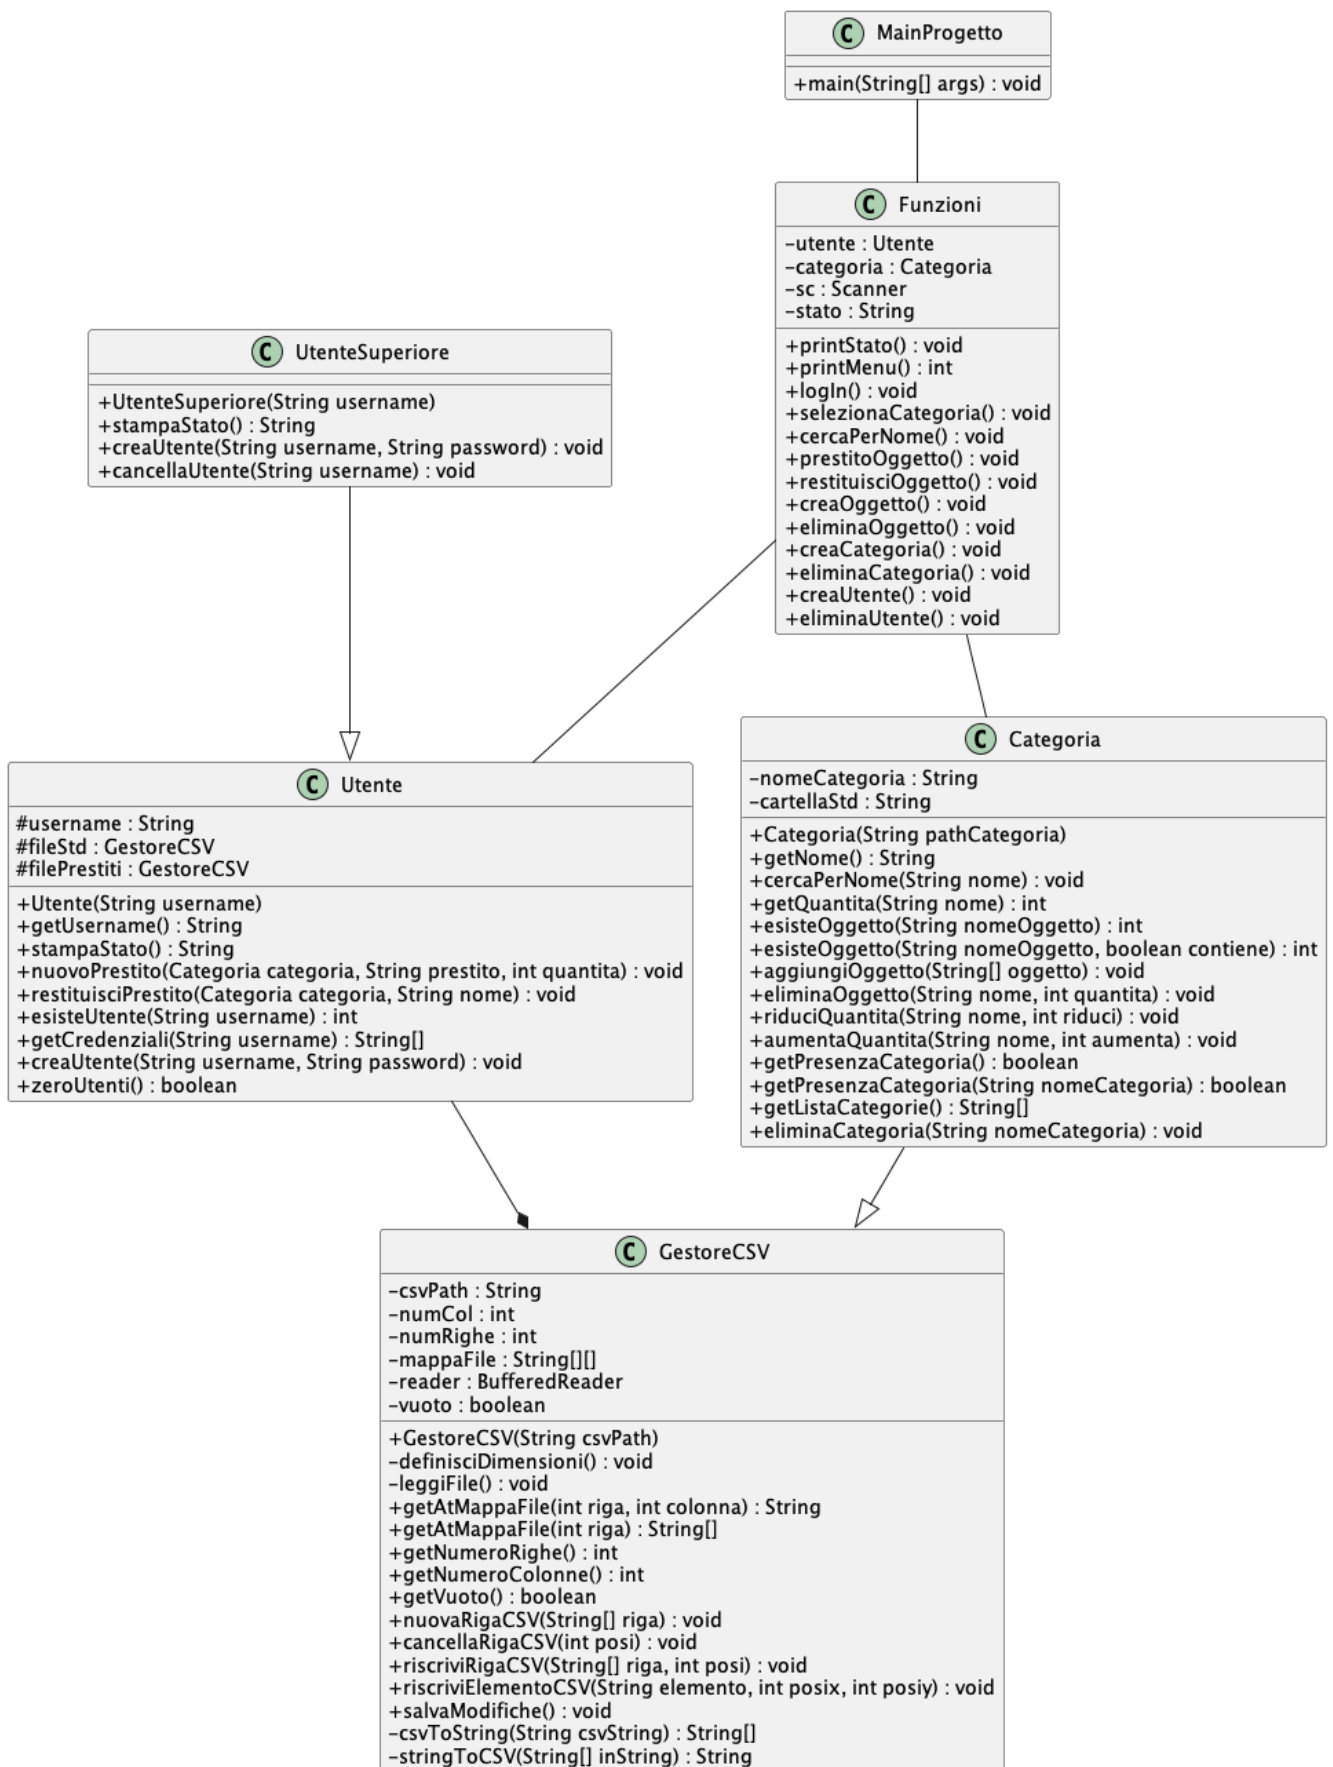 C MainProgetto
+main(String[] args) : void
C Funzioni
-utente : Utente
-categoria : Categoria
-sc : Scanner
-stato : String
+printStato() : void
+printMenu() : int
+logIn() : void
+selezionaCategoria() : void
+cercaPerNome() : void
+prestitoOggetto() : void
+restituisciOggetto() : void
+creaOggetto() : void
+eliminaOggetto() : void
+creaCategoria() : void
+eliminaCategoria() : void
+creaUtente() : void
+eliminaUtente() : void
C UtenteSuperiore
+UtenteSuperiore(String username)
+stampaStato() : String
+creaUtente(String username, String password) : void
+cancellaUtente(String username) : void
C Utente
#username : String
#fileStd : GestoreCSV
#filePrestiti : GestoreCSV
+Utente(String username)
+getUsername() : String
+stampaStato() : String
+nuovoPrestito(Categoria categoria, String prestito, int quantita) : void
+restituisciPrestito(Categoria categoria, String nome) : void
+esisteUtente(String username) : int
+getCredenziali(String username) : String[]
+creaUtente(String username, String password) : void
+zeroUtenti() : boolean
C Categoria
-nomeCategoria : String
-cartellaStd : String
+Categoria(String pathCategoria)
+getNome() : String
+cercaPerNome(String nome) : void
+getQuantita(String nome) : int
+esisteOggetto(String nomeOggetto) : int
+esisteOggetto(String nomeOggetto, boolean contiene) : int
+aggiungiOggetto(String[] oggetto) : void
+eliminaOggetto(String nome, int quantita) : void
+riduciQuantita(String nome, int riduci) : void
+aumentaQuantita(String nome, int aumenta) : void
+getPresenzaCategoria() : boolean
+getPresenzaCategoria(String nomeCategoria) : boolean
+getListaCategorie() : String[]
+eliminaCategoria(String nomeCategoria) : void
C GestoreCSV
-csvPath : String
-numCol : int
-numRighe : int
-mappaFile : String[][]
-reader : BufferedReader
-vuoto : boolean
+GestoreCSV(String csvPath)
-definisciDimensioni() : void
-leggiFile() : void
+getAtMappaFile(int riga, int colonna) : String
+getAtMappaFile(int riga) : String[]
+getNumeroRighe() : int
+getNumeroColonne() : int
+getVuoto() : boolean
+nuovaRigaCSV(String[] riga) : void
+cancellaRigaCSV(int posi) : void
+riscriviRigaCSV(String[] riga, int posi) : void
+riscriviElementoCSV(String elemento, int posix, int posiy) : void
+salvaModifiche() : void
-csvToString(String csvString) : String[]
-stringToCSV(String[] inString) : String